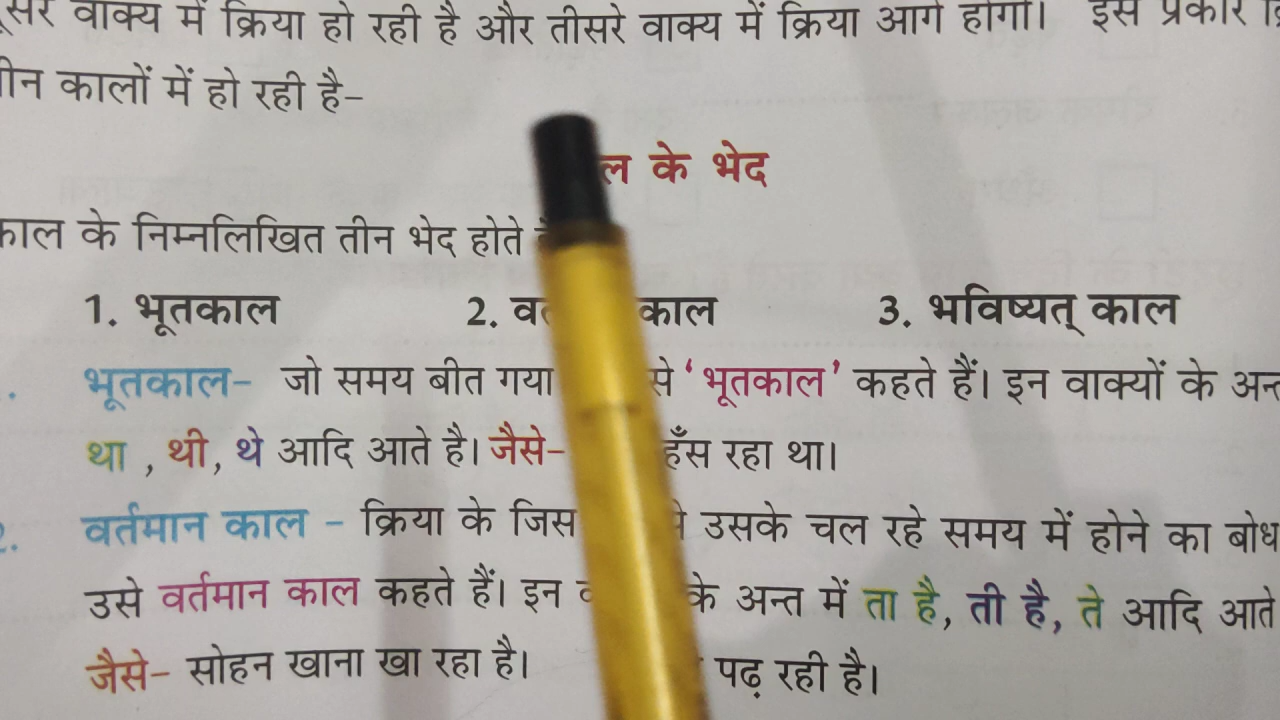 वाक्य में क्रिया हो रही है और तीसरे वाक्य में क्रिया आगे होगी। इस प्रकार
कालों में हो रही है–
के भेद
के निम्नलिखित तीन भेद होते
1. भूतकाल 2. काल 3. भविष्यत् काल
भूतकाल– जो समय बीत गया 'भूतकाल' कहते हैं। इन वाक्यों के
था , थी, थे आदि आते है। जैसे– हँस रहा था।
वर्तमान काल – क्रिया के जिस उसके चल रहे समय में होने का बोध
उसे वर्तमान काल कहते हैं। इन के अन्त में ता है, ती है, ते आदि आते
जैसे– सोहन खाना खा रहा है। पढ़ रही है।